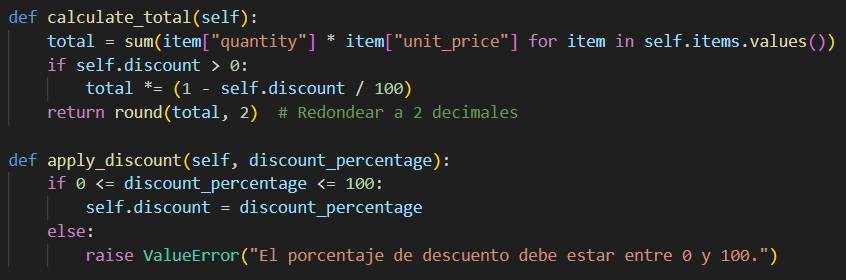 def calculate_total(self):
    total = sum(item["quantity"] * item["unit_price"] for item in self.items.values())
    if self.discount > 0:
        total *= (1 - self.discount / 100)
    return round(total, 2)  # Redondear a 2 decimales

def apply_discount(self, discount_percentage):
    if 0 <= discount_percentage <= 100:
        self.discount = discount_percentage
    else:
        raise ValueError("El porcentaje de descuento debe estar entre 0 y 100.")